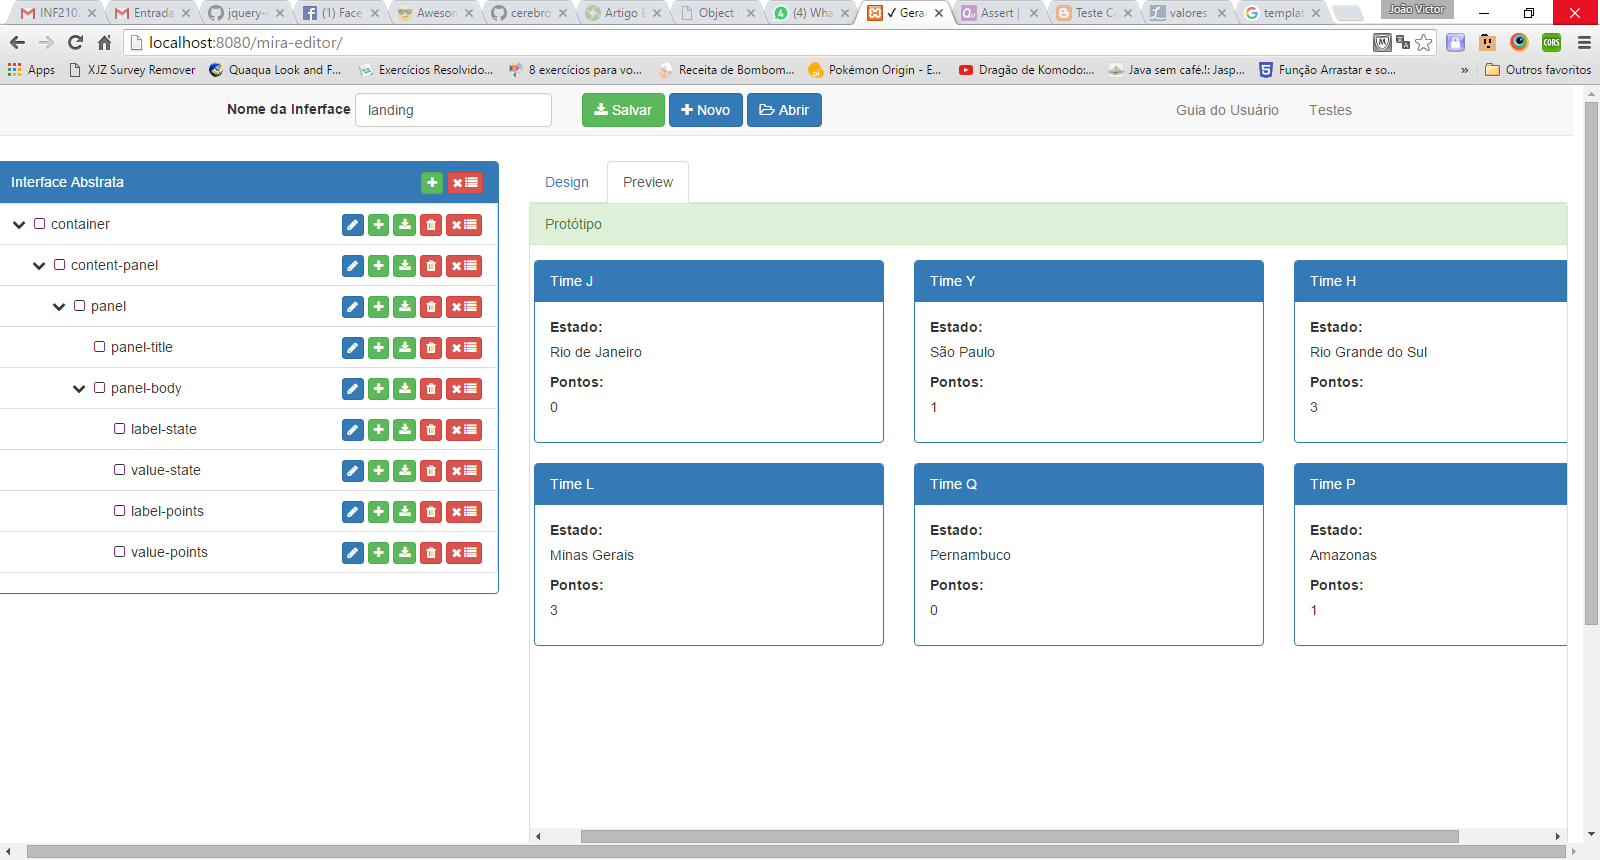 INF210.
Entrada
jquery-
(1) Face
Aweson
cerebro
Artigo
Object
(4) Wha
✓ Gera
Assert |
Teste C
valores
templat
João Victor
localhost:8080/mira-editor/
Apps
XJZ Survey Remover
Quaqua Look and F...
Exercícios Resolvido...
8 exercícios para vo...
Receita de Bombom...
Pokémon Origin - E...
Dragão de Komodo:...
Java sem café.!: Jasp...
Função Arrastar e so...
»
Outros favoritos
CORS
Nome da Inferface
landing
Salvar
Novo
Abrir
Guia do Usuário
Testes
Interface Abstrata
container
content-panel
panel
panel-title
panel-body
label-state
value-state
label-points
value-points
Design
Preview
Protótipo
Time J
Estado:
Rio de Janeiro
Pontos:
0
Time Y
Estado:
São Paulo
Pontos:
1
Time H
Estado:
Rio Grande do Sul
Pontos:
3
Time L
Estado:
Minas Gerais
Pontos:
3
Time Q
Estado:
Pernambuco
Pontos:
0
Time P
Estado:
Amazonas
Pontos:
1